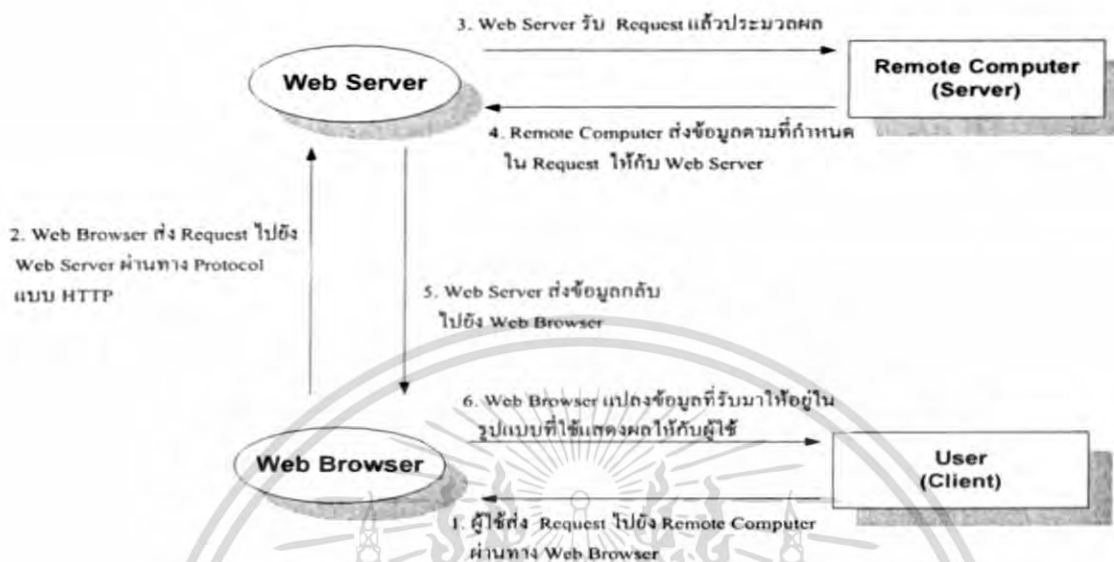 3. Web Server รับ Request แล้วประมวลผล
Web Server
Remote Computer
(Server)
4. Remote Computer ส่งข้อมูลตามที่กำหนด
ใน Request ให้กับ Web Server
2. Web Browser ส่ง Request ไปยัง
Web Server ผ่านทาง Protocol
แบบ HTTP
5. Web Server ส่งข้อมูลกลับ
ไปยัง Web Browser
6. Web Browser แปลงข้อมูลที่รับมาให้อยู่ใน
รูปแบบที่ใช้แสดงผลให้กับผู้ใช้
Web Browser
User
(Client)
1. ผู้ใช้ส่ง Request ไปยัง Remote Computer
ผ่านทาง Web Browser